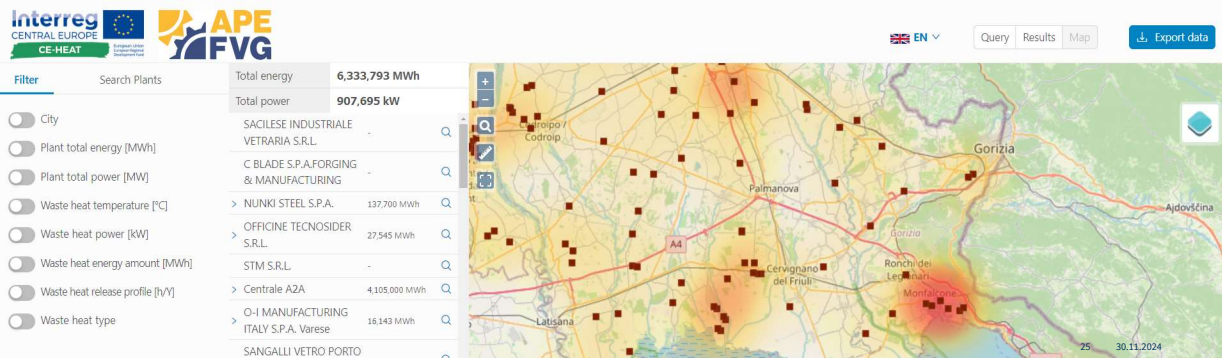 Interreg
CENTRAL EUROPE
CE-HEAT
European Union
European Regional
Development Fund
APE
FVG
EN
Query
Results
Map
Export data
Filter
Search Plants
City
Plant total energy [MWh]
Plant total power [MW]
Waste heat temperature [°C]
Waste heat power [kW]
Waste heat energy amount [MWh]
Waste heat release profile [h/Y]
Waste heat type
Total energy 6,333,793 MWh
Total power 907,695 kW
SACILESE INDUSTRIALE
VETRARIA S.R.L. -
C BLADE S.P.A.FORGING
& MANUFACTURING -
> NUNKI STEEL S.P.A. 137,700 MWh
> OFFICINE TECNOSIDER
S.R.L. 27,545 MWh
STM S.R.L. -
> Centrale A2A 4,105,000 MWh
> O-I MANUFACTURING
ITALY S.P.A. Varese 16,143 MWh
SANGALLI VETRO PORTO
+
−
Codroipo /
Codroip
Gorizia
Palmanova
Ajdovščina
Gorizia
A4
Cervignano
del Friuli
Ronchi dei
Legionari
Monfalcone
Latisana
25
30.11.2024